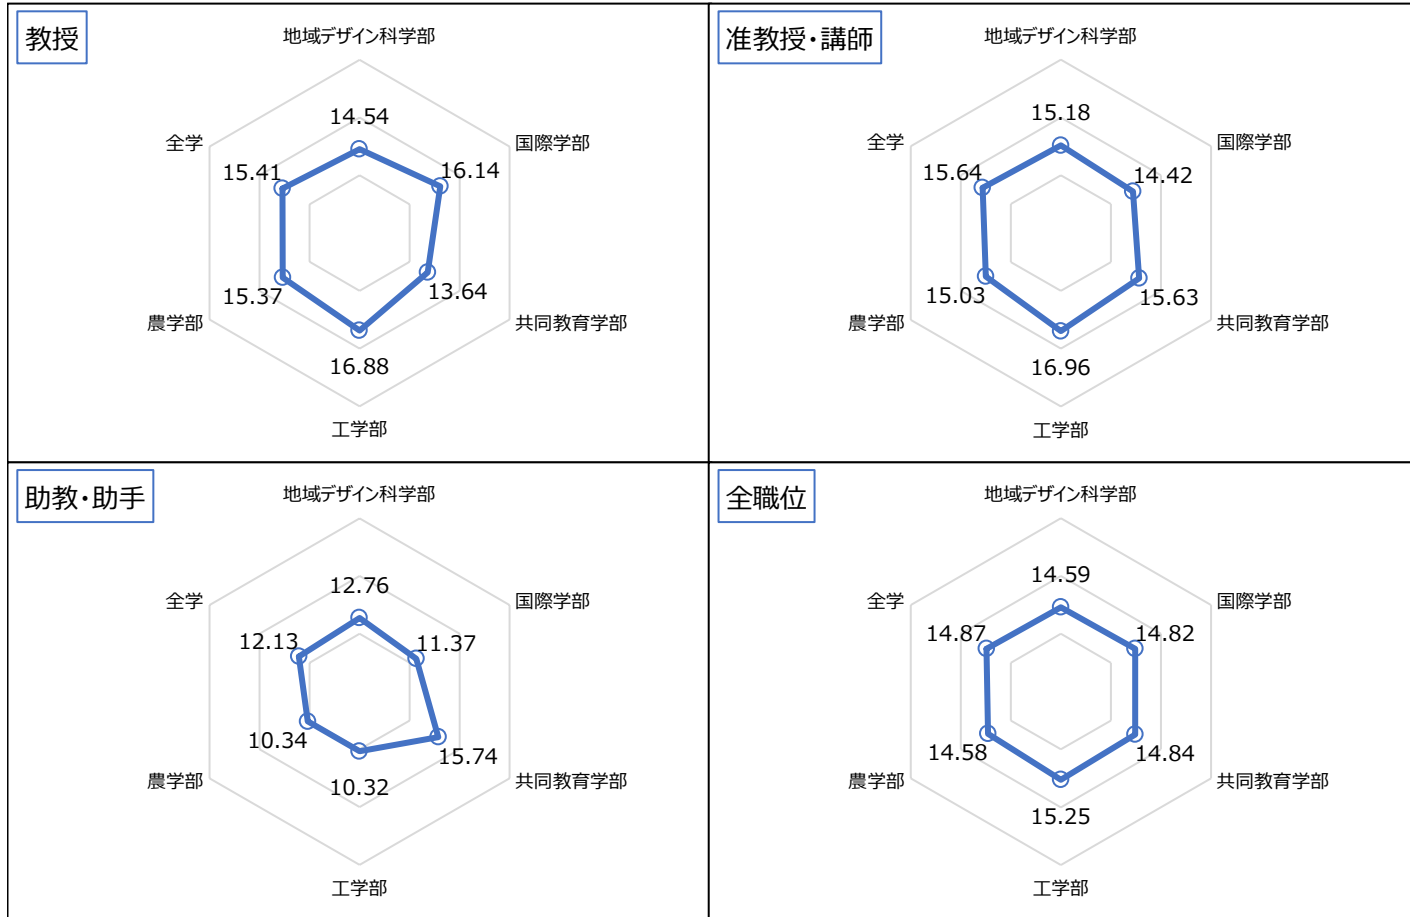 教授
地域デザイン科学部
14.54
全学
国際学部
15.41
16.14
15.37
13.64
農学部
共同教育学部
16.88
工学部
准教授・講師
地域デザイン科学部
15.18
全学
国際学部
15.64
14.42
15.03
15.63
農学部
共同教育学部
16.96
工学部
助教・助手
地域デザイン科学部
12.76
全学
国際学部
12.13
11.37
10.34
15.74
農学部
共同教育学部
10.32
工学部
全職位
地域デザイン科学部
14.59
全学
国際学部
14.87
14.82
14.58
14.84
農学部
共同教育学部
15.25
工学部